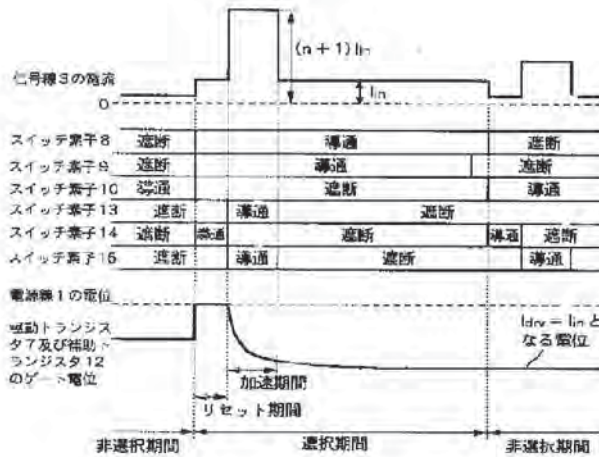 (n+1) Iin
信号線3の電流
Iin
0
スイッチ素子8 遮断 導通 遮断
スイッチ素子9 遮断 導通 遮断
スイッチ素子10 導通 遮断 導通
スイッチ素子13 遮断 導通 遮断
スイッチ素子14 遮断 導通 遮断 導通 遮断
スイッチ素子15 遮断 導通 遮断 導通
電源線1の電位
駆動トランジス
タ7及び補助ト
ランジスタ12
のゲート電位
Idrv = Iinと
なる電位
加速期間
リセット期間
非選択期間 選択期間 非選択期間